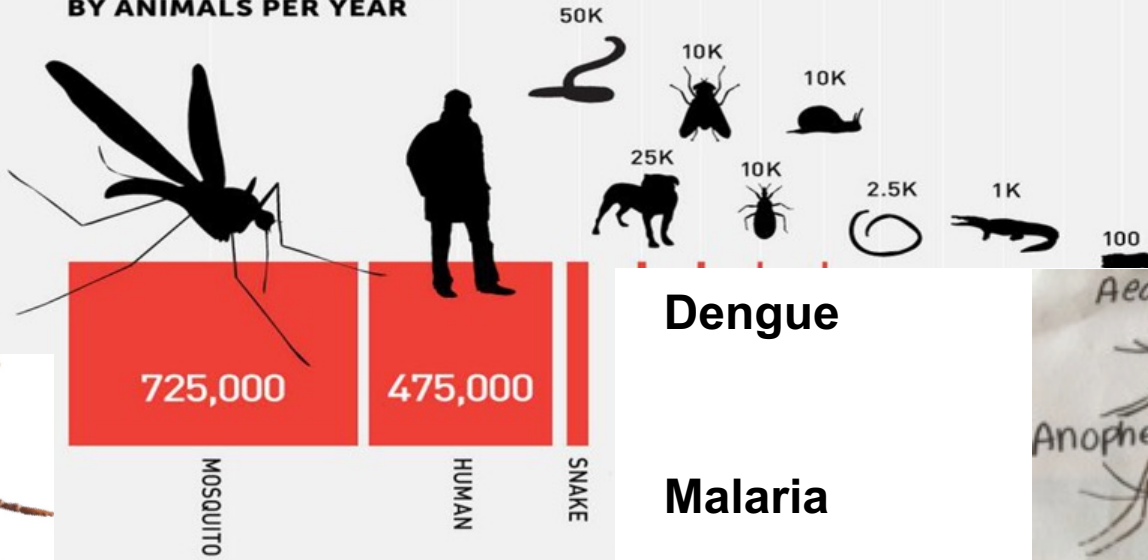 BY ANIMALS PER YEAR
50K
10K
10K
25K
10K
2.5K
1K
100
725,000
475,000
MOSQUITO
HUMAN
SNAKE
Dengue
Malaria